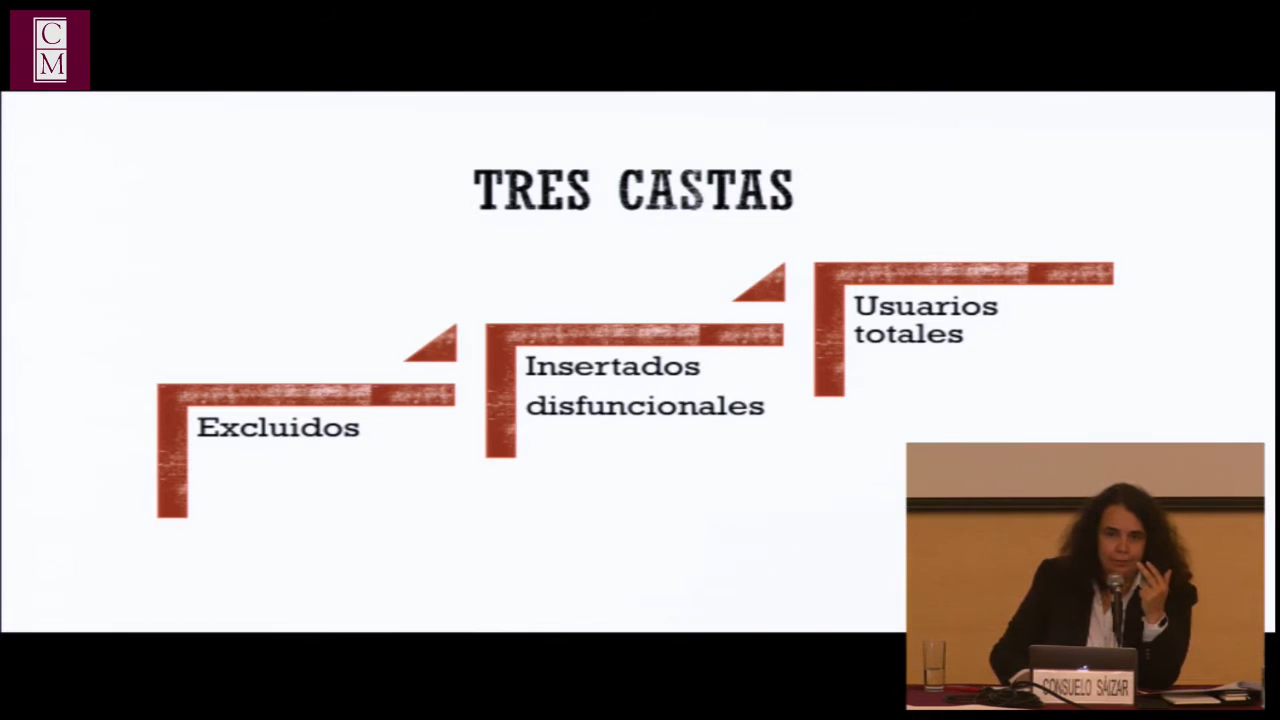 C
M
TRES CASTAS
Usuarios
totales
Insertados
disfuncionales
Excluidos
CONSUELO SÁIZAR